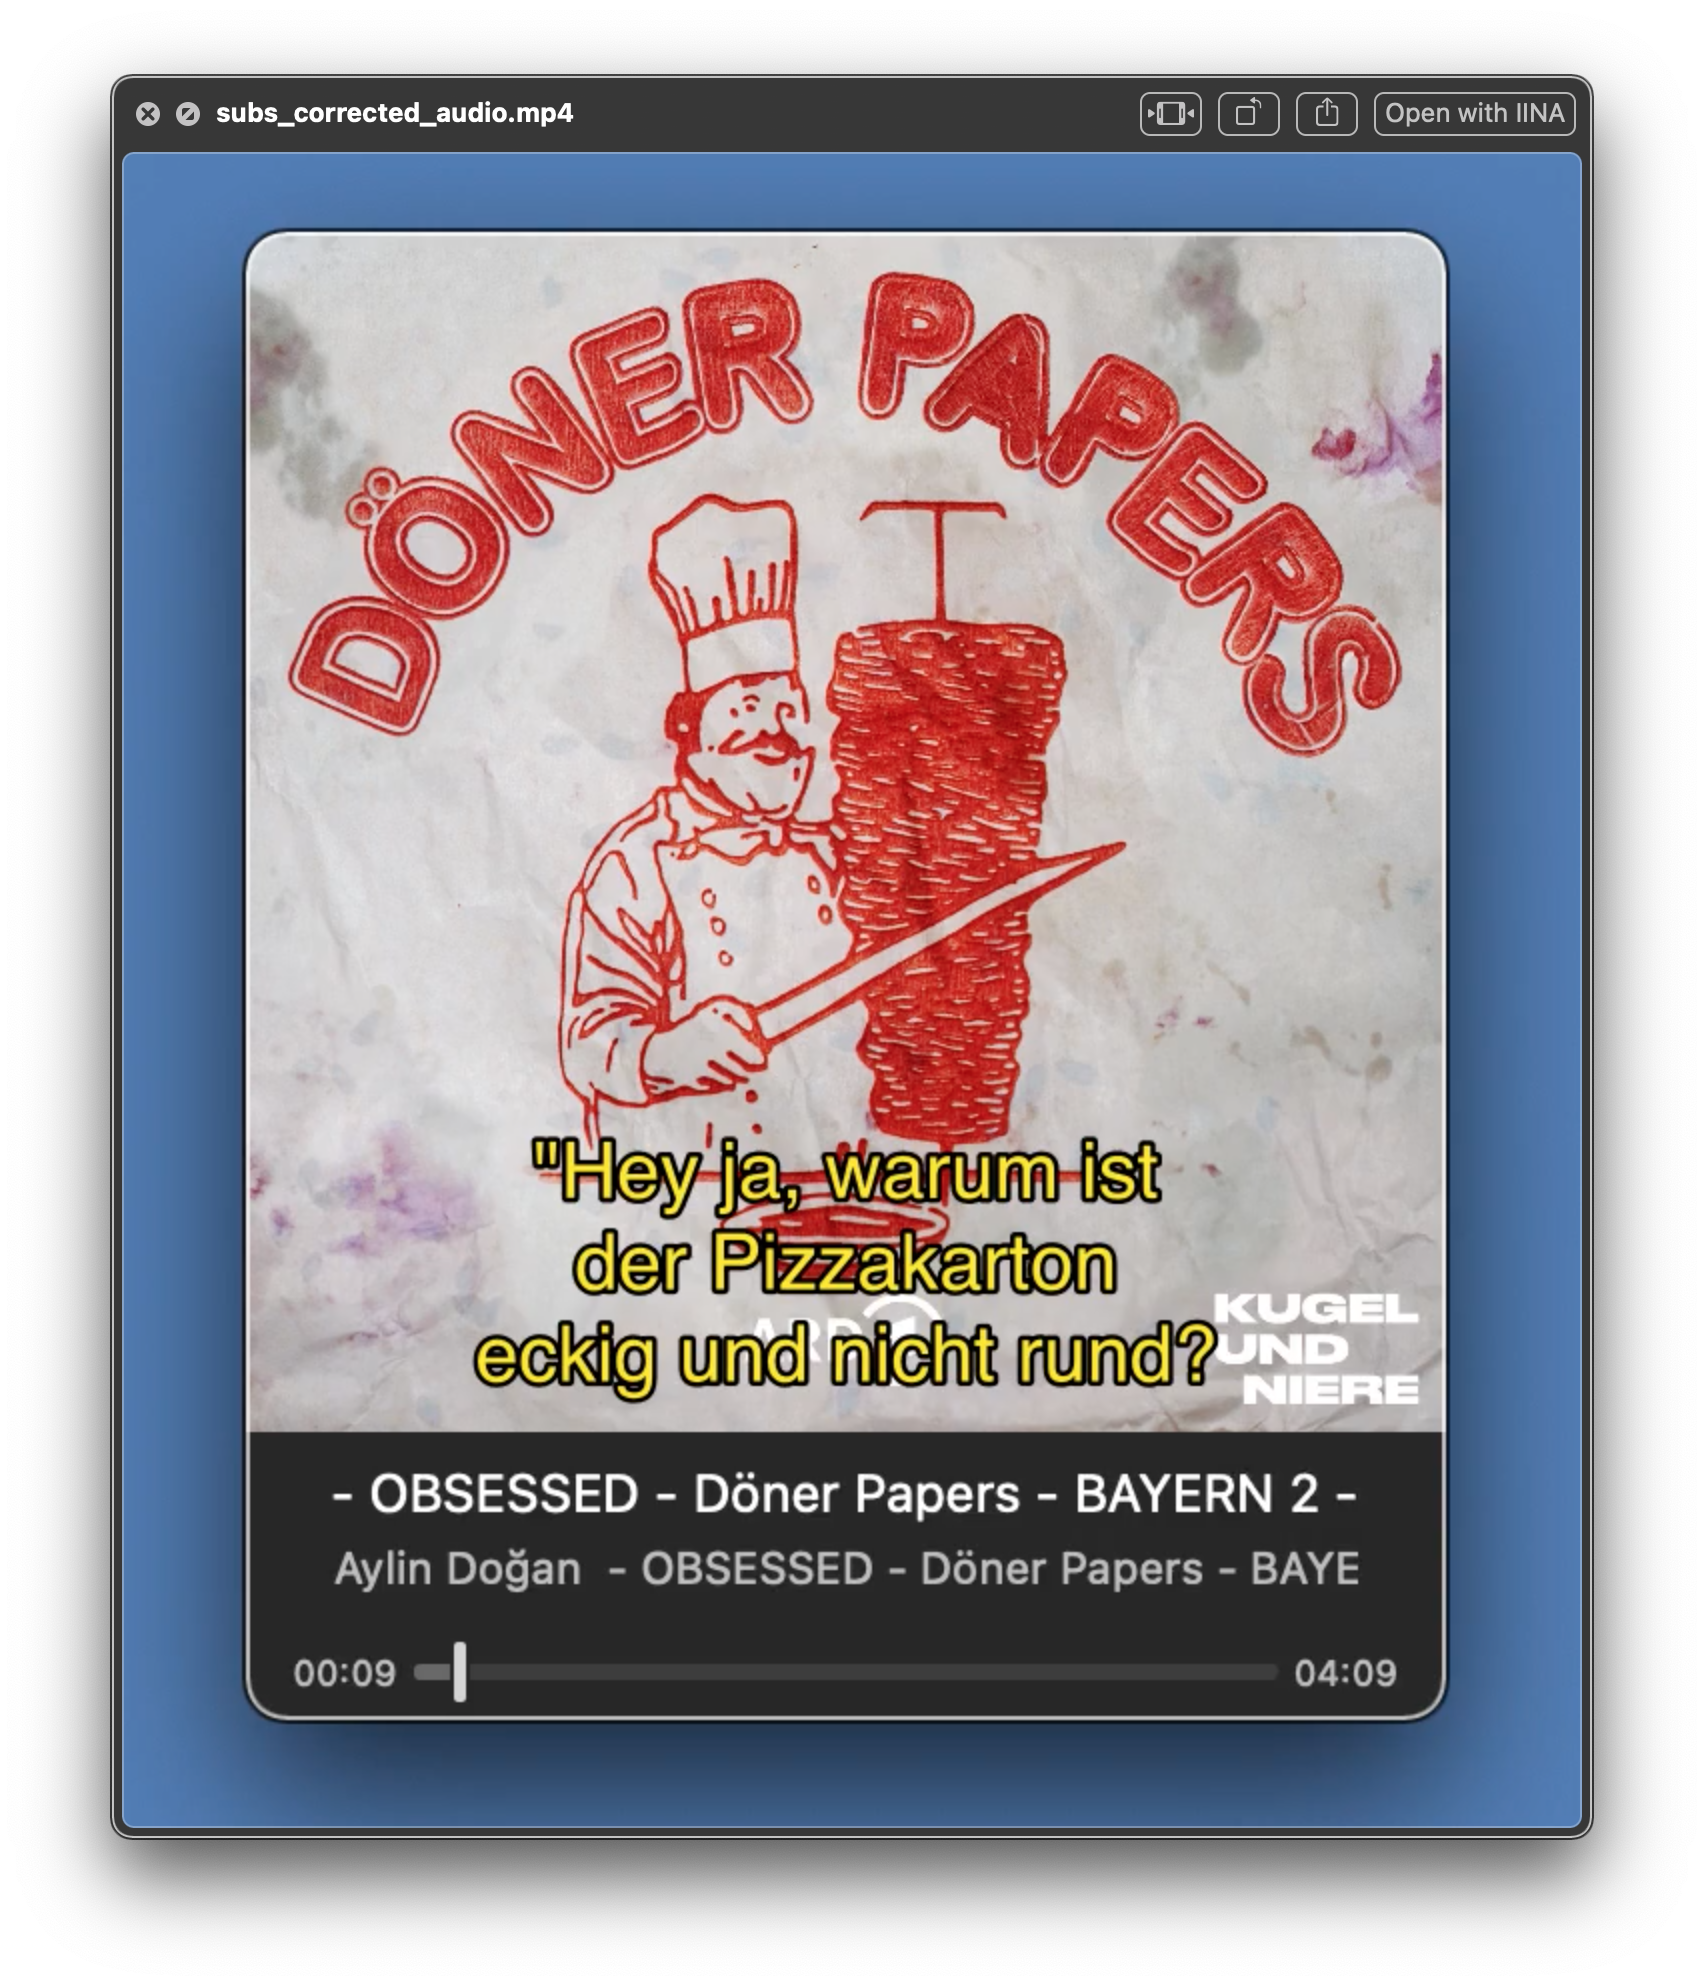 subs_corrected_audio.mp4
Open with IINA
DÖNER PAPERS
"Hey ja, warum ist
der Pizzakarton
eckig und nicht rund?
ARD
KUGEL
UND
NIERE
- OBSESSED - Döner Papers - BAYERN 2 -
Aylin Doğan - OBSESSED - Döner Papers - BAYE
00:09
04:09